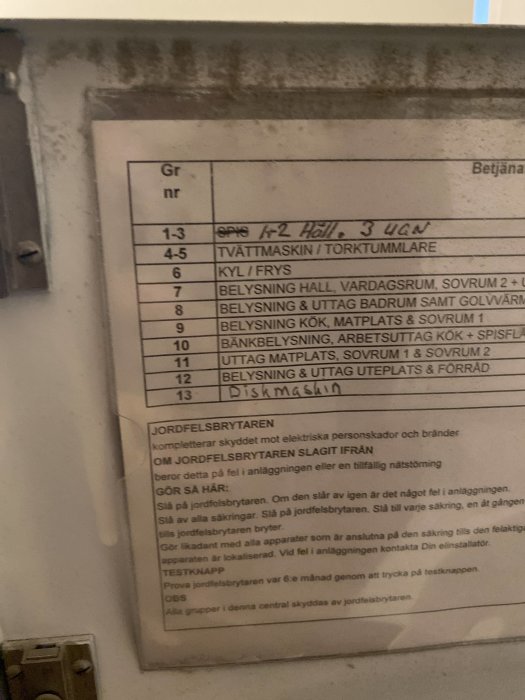 Gr Betjäna
nr
1-3 SPIS 1+2 Häll. 3 UGN
4-5 TVÄTTMASKIN / TORKTUMMLARE
6 KYL / FRYS
7 BELYSNING HALL, VARDAGSRUM, SOVRUM 2 + U
8 BELYSNING & UTTAG BADRUM SAMT GOLVVÄRM
9 BELYSNING KÖK, MATPLATS & SOVRUM 1
10 BÄNKBELYSNING, ARBETSUTTAG KÖK + SPISFLÄ
11 UTTAG MATPLATS, SOVRUM 1 & SOVRUM 2
12 BELYSNING & UTTAG UTEPLATS & FÖRRÅD
13 Diskmaskin
JORDFELSBRYTAREN
kompletterar skyddet mot elektriska personskador och bränder
OM JORDFELSBRYTAREN SLAGIT IFRÅN
beror detta på fel i anläggningen eller en tillfällig nätstörning
GÖR SÅ HÄR:
Slå på jordfelsbrytaren. Om den slår av igen är det något fel i anläggningen.
Slå av alla säkringar. Slå på jordfelsbrytaren. Slå till varje säkring, en åt gången
tills jordfelsbrytaren bryter.
Gör likadant med alla apparater som är anslutna på den säkring tills den felaktiga
apparaten är lokaliserad. Vid fel i anläggningen kontakta Din elinstallatör.
TESTKNAPP
Prova jordfelsbrytaren var 6:e månad genom att trycka på testknappen.
OBS
Alla grupper i denna central skyddas av jordfelsbrytaren.